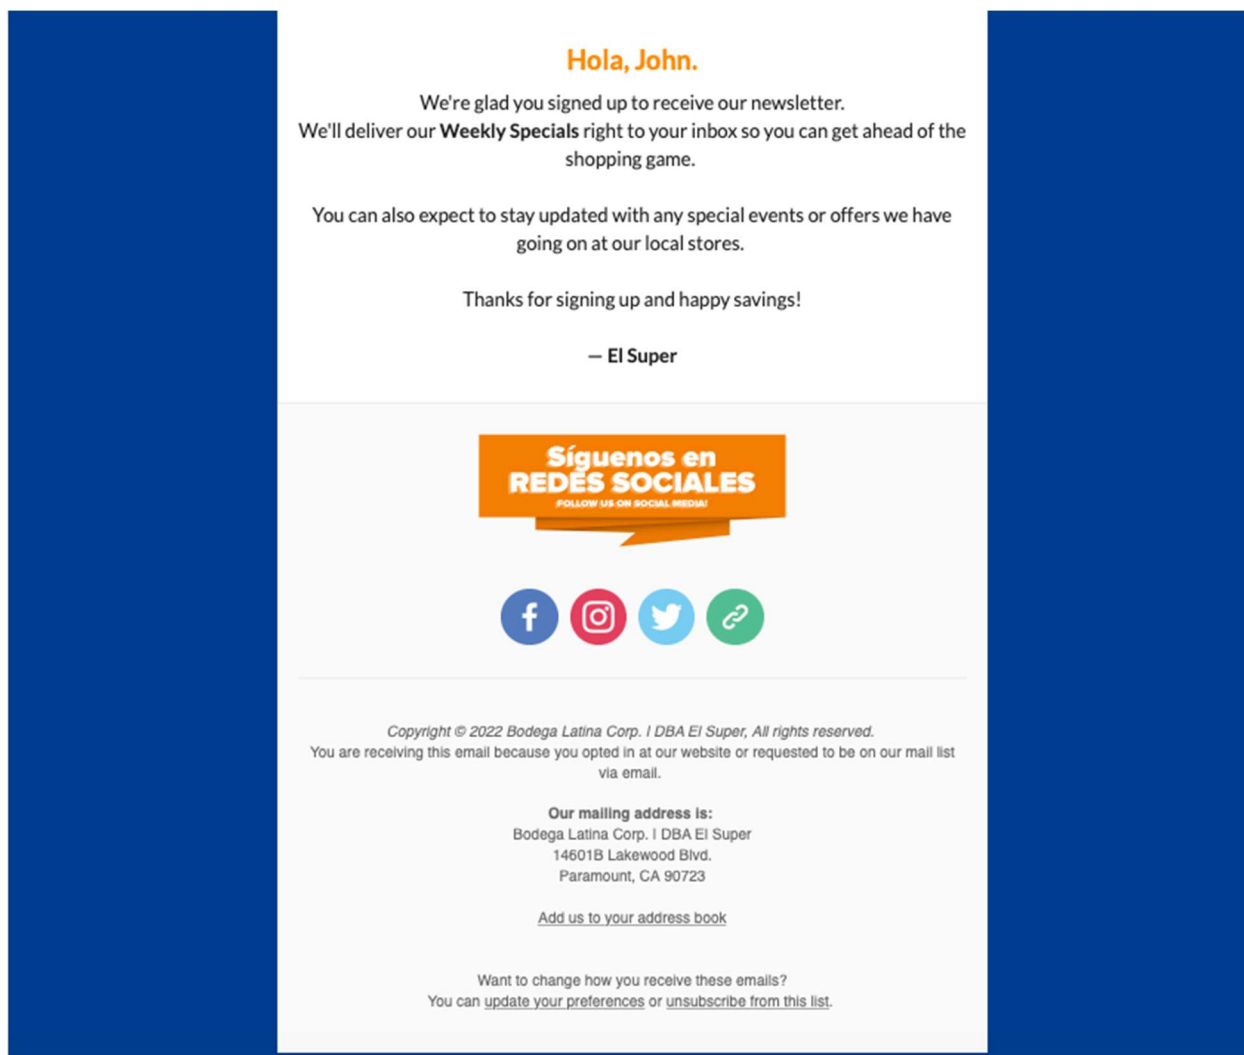 Hola, John.
We're glad you signed up to receive our newsletter.
We'll deliver our Weekly Specials right to your inbox so you can get ahead of the
shopping game.
You can also expect to stay updated with any special events or offers we have
going on at our local stores.
Thanks for signing up and happy savings!
— El Super
Síguenos en
REDES SOCIALES
FOLLOW US ON SOCIAL MEDIA!
Copyright © 2022 Bodega Latina Corp. I DBA El Super, All rights reserved.
You are receiving this email because you opted in at our website or requested to be on our mail list
via email.
Our mailing address is:
Bodega Latina Corp. I DBA El Super
14601B Lakewood Blvd.
Paramount, CA 90723
Add us to your address book
Want to change how you receive these emails?
You can update your preferences or unsubscribe from this list.